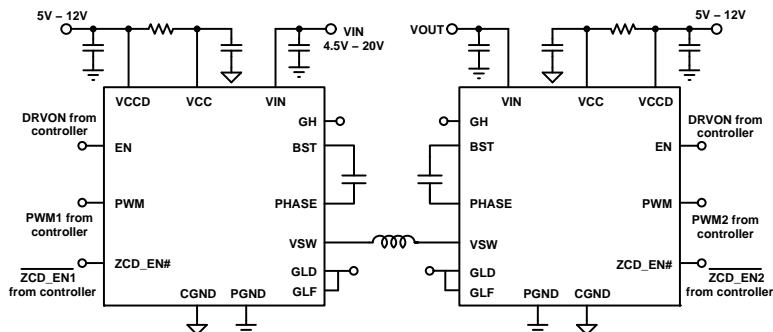 5V – 12V
VIN
4.5V – 20V
VOUT
5V – 12V
VCCD
VCC
VIN
VIN
VCC
VCCD
DRVON from
controller
EN
GH
BST
PHASE
VSW
GLD
GLF
PWM1 from
controller
PWM
ZCD_EN1
from controller
ZCD_EN#
CGND
PGND
GH
BST
PHASE
VSW
GLD
GLF
DRVON from
controller
EN
PWM
PWM2 from
controller
ZCD_EN#
ZCD_EN2
from controller
PGND
CGND